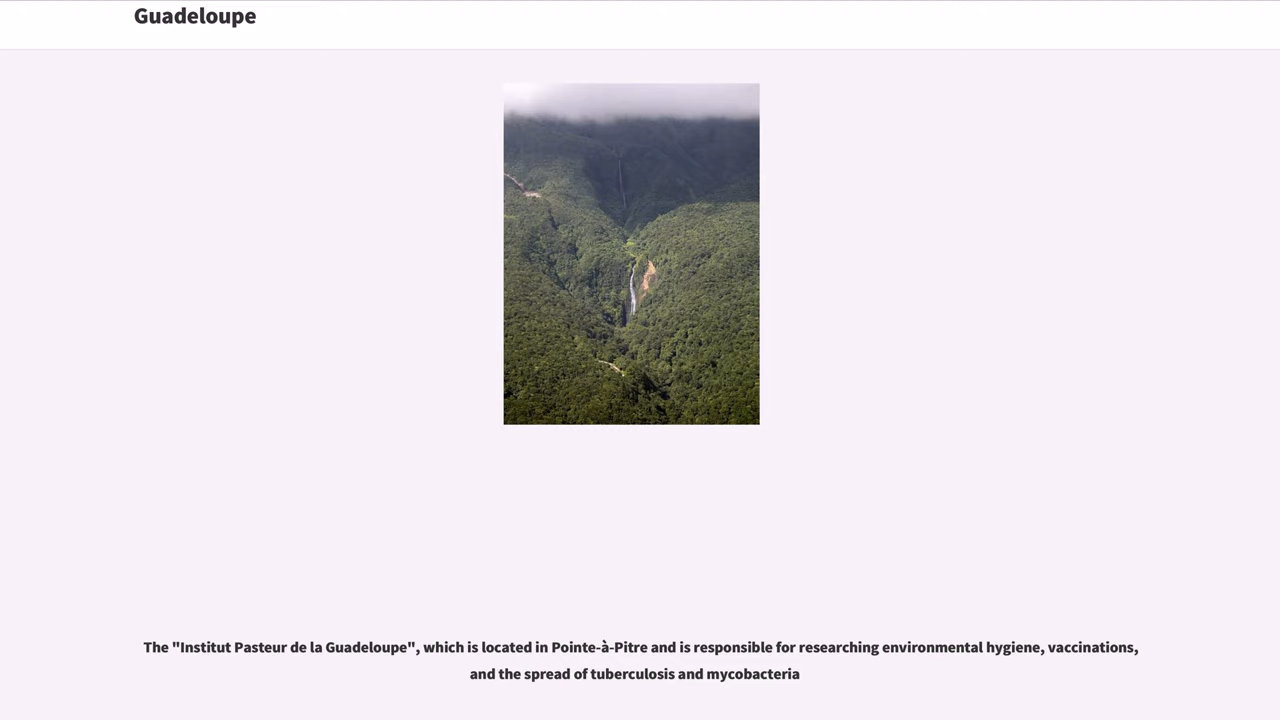 Guadeloupe
The "Institut Pasteur de la Guadeloupe", which is located in Pointe-à-Pitre and is responsible for researching environmental hygiene, vaccinations,
and the spread of tuberculosis and mycobacteria